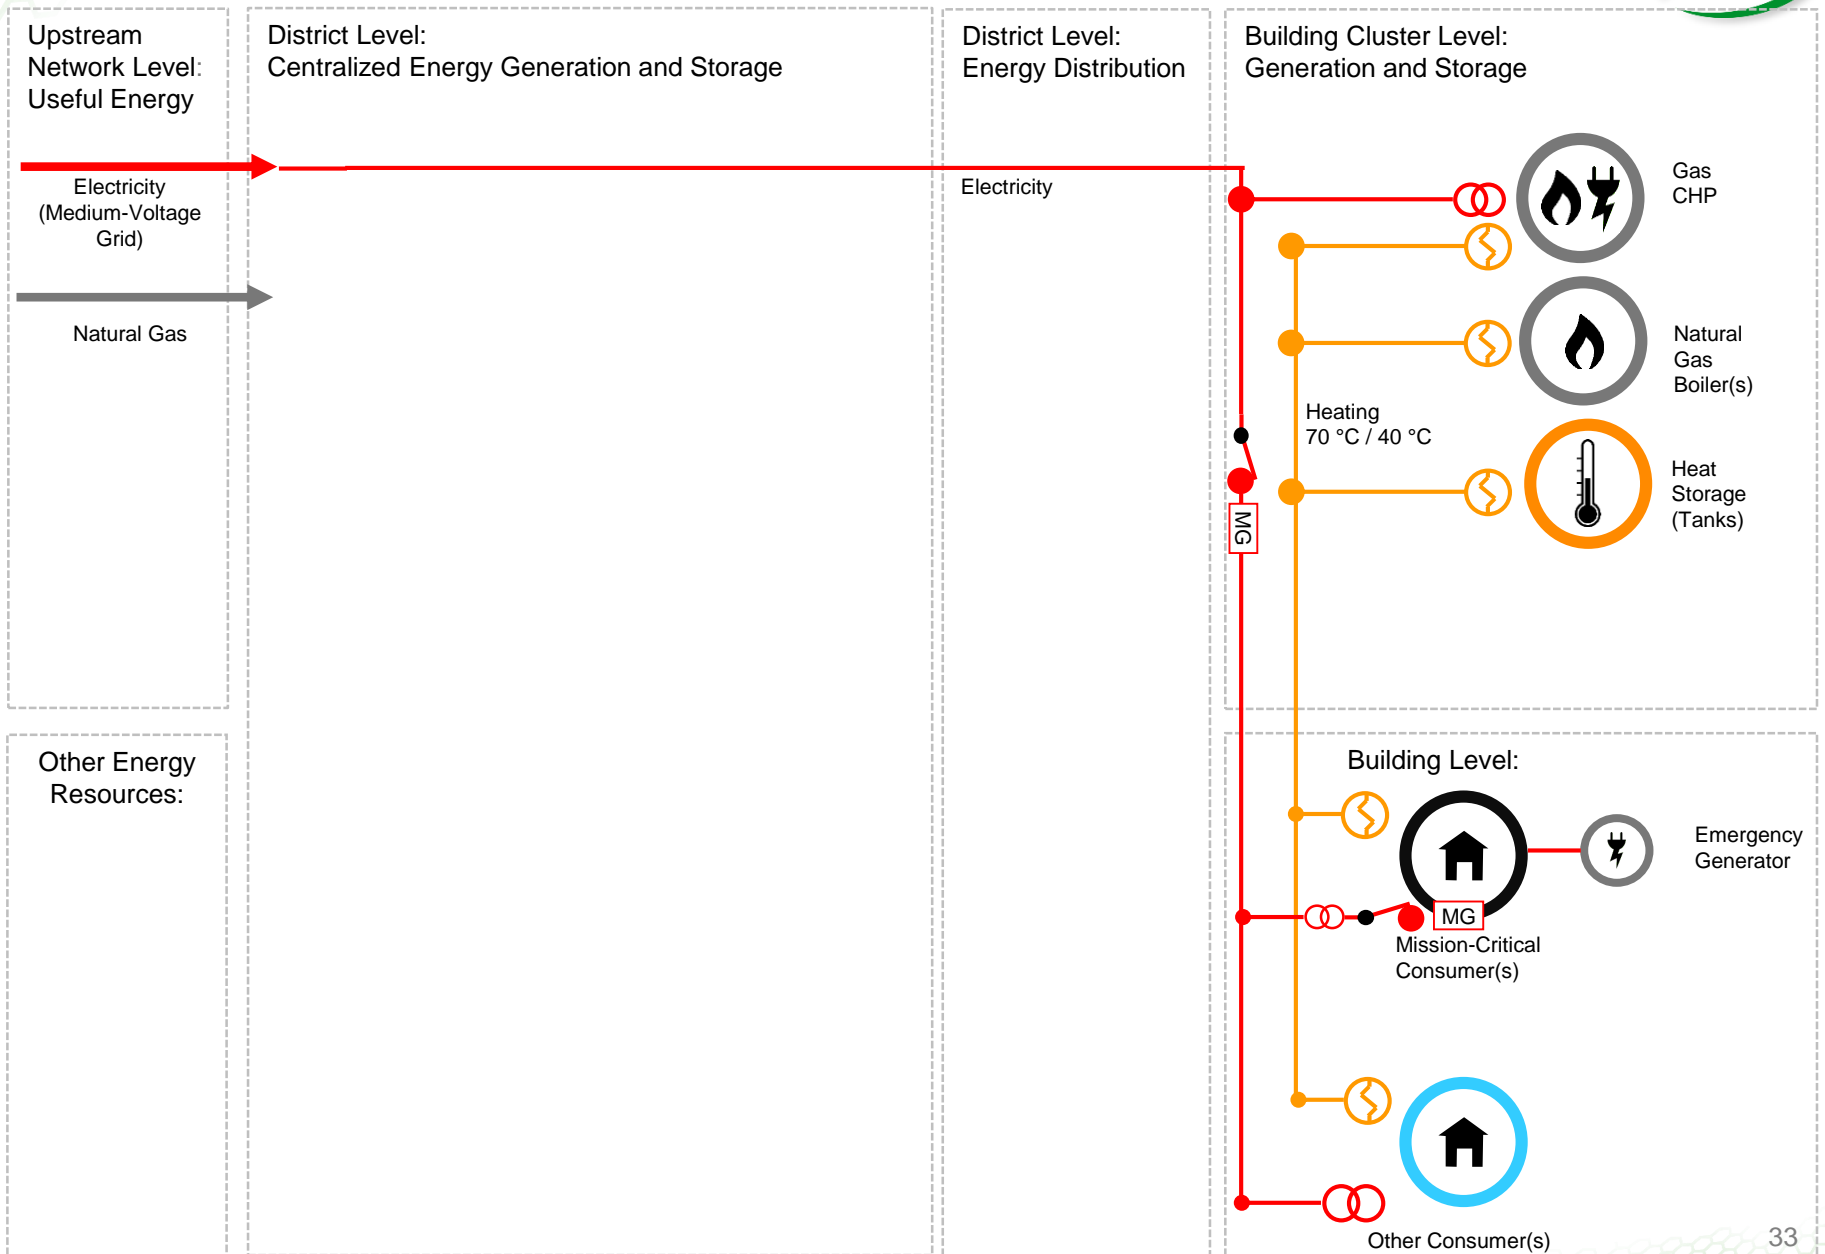 Upstream
Network Level:
Useful Energy
District Level:
Centralized Energy Generation and Storage
District Level:
Energy Distribution
Building Cluster Level:
Generation and Storage
Electricity
(Medium-Voltage
Grid)
Natural Gas
Electricity
Gas
CHP
Natural
Gas
Boiler(s)
Heating
70 °C / 40 °C
Heat
Storage
(Tanks)
MG
Other Energy
Resources:
Building Level:
Emergency
Generator
MG
Mission-Critical
Consumer(s)
Other Consumer(s)
33